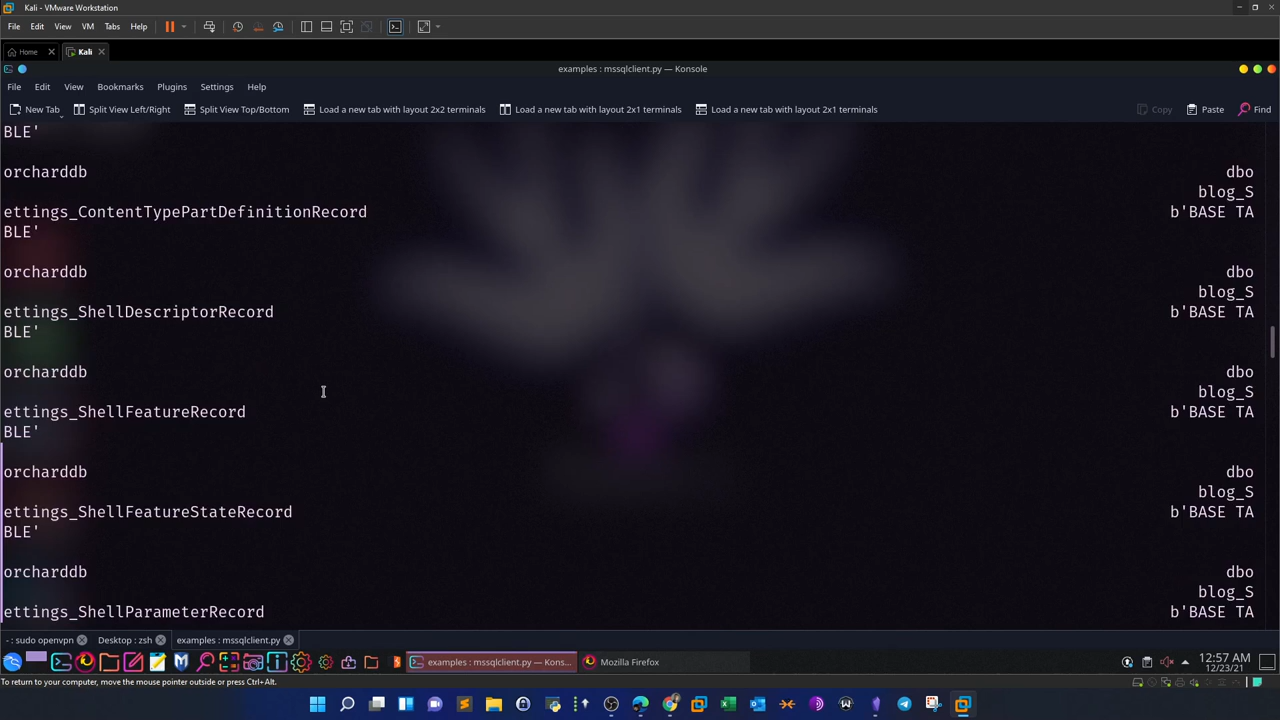 Kali - VMware Workstation
File Edit View VM Tabs Help
Home Kali
examples : mssqlclient.py — Konsole
File Edit View Bookmarks Plugins Settings Help
New Tab Split View Left/Right Split View Top/Bottom Load a new tab with layout 2x2 terminals Load a new tab with layout 2x1 terminals Load a new tab with layout 2x1 terminals Copy Paste Find
BLE'
orcharddb dbo
blog_S
ettings_ContentTypePartDefinitionRecord b'BASE TA
BLE'
orcharddb dbo
blog_S
ettings_ShellDescriptorRecord b'BASE TA
BLE'
orcharddb dbo
blog_S
ettings_ShellFeatureRecord b'BASE TA
BLE'
orcharddb dbo
blog_S
ettings_ShellFeatureStateRecord b'BASE TA
BLE'
orcharddb dbo
blog_S
ettings_ShellParameterRecord b'BASE TA
- : sudo openvpn Desktop : zsh examples : mssqlclient.py
examples : mssqlclient.py — Kons... Mozilla Firefox 12:57 AM
12/23/21
To return to your computer, move the mouse pointer outside or press Ctrl+Alt.